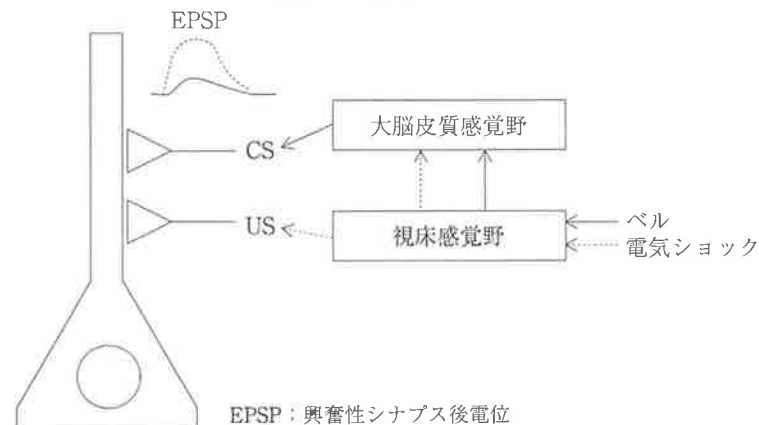 EPSP
大脳皮質感覚野
CS
US
視床感覚野
ベル
電気ショック
EPSP：興奮性シナプス後電位